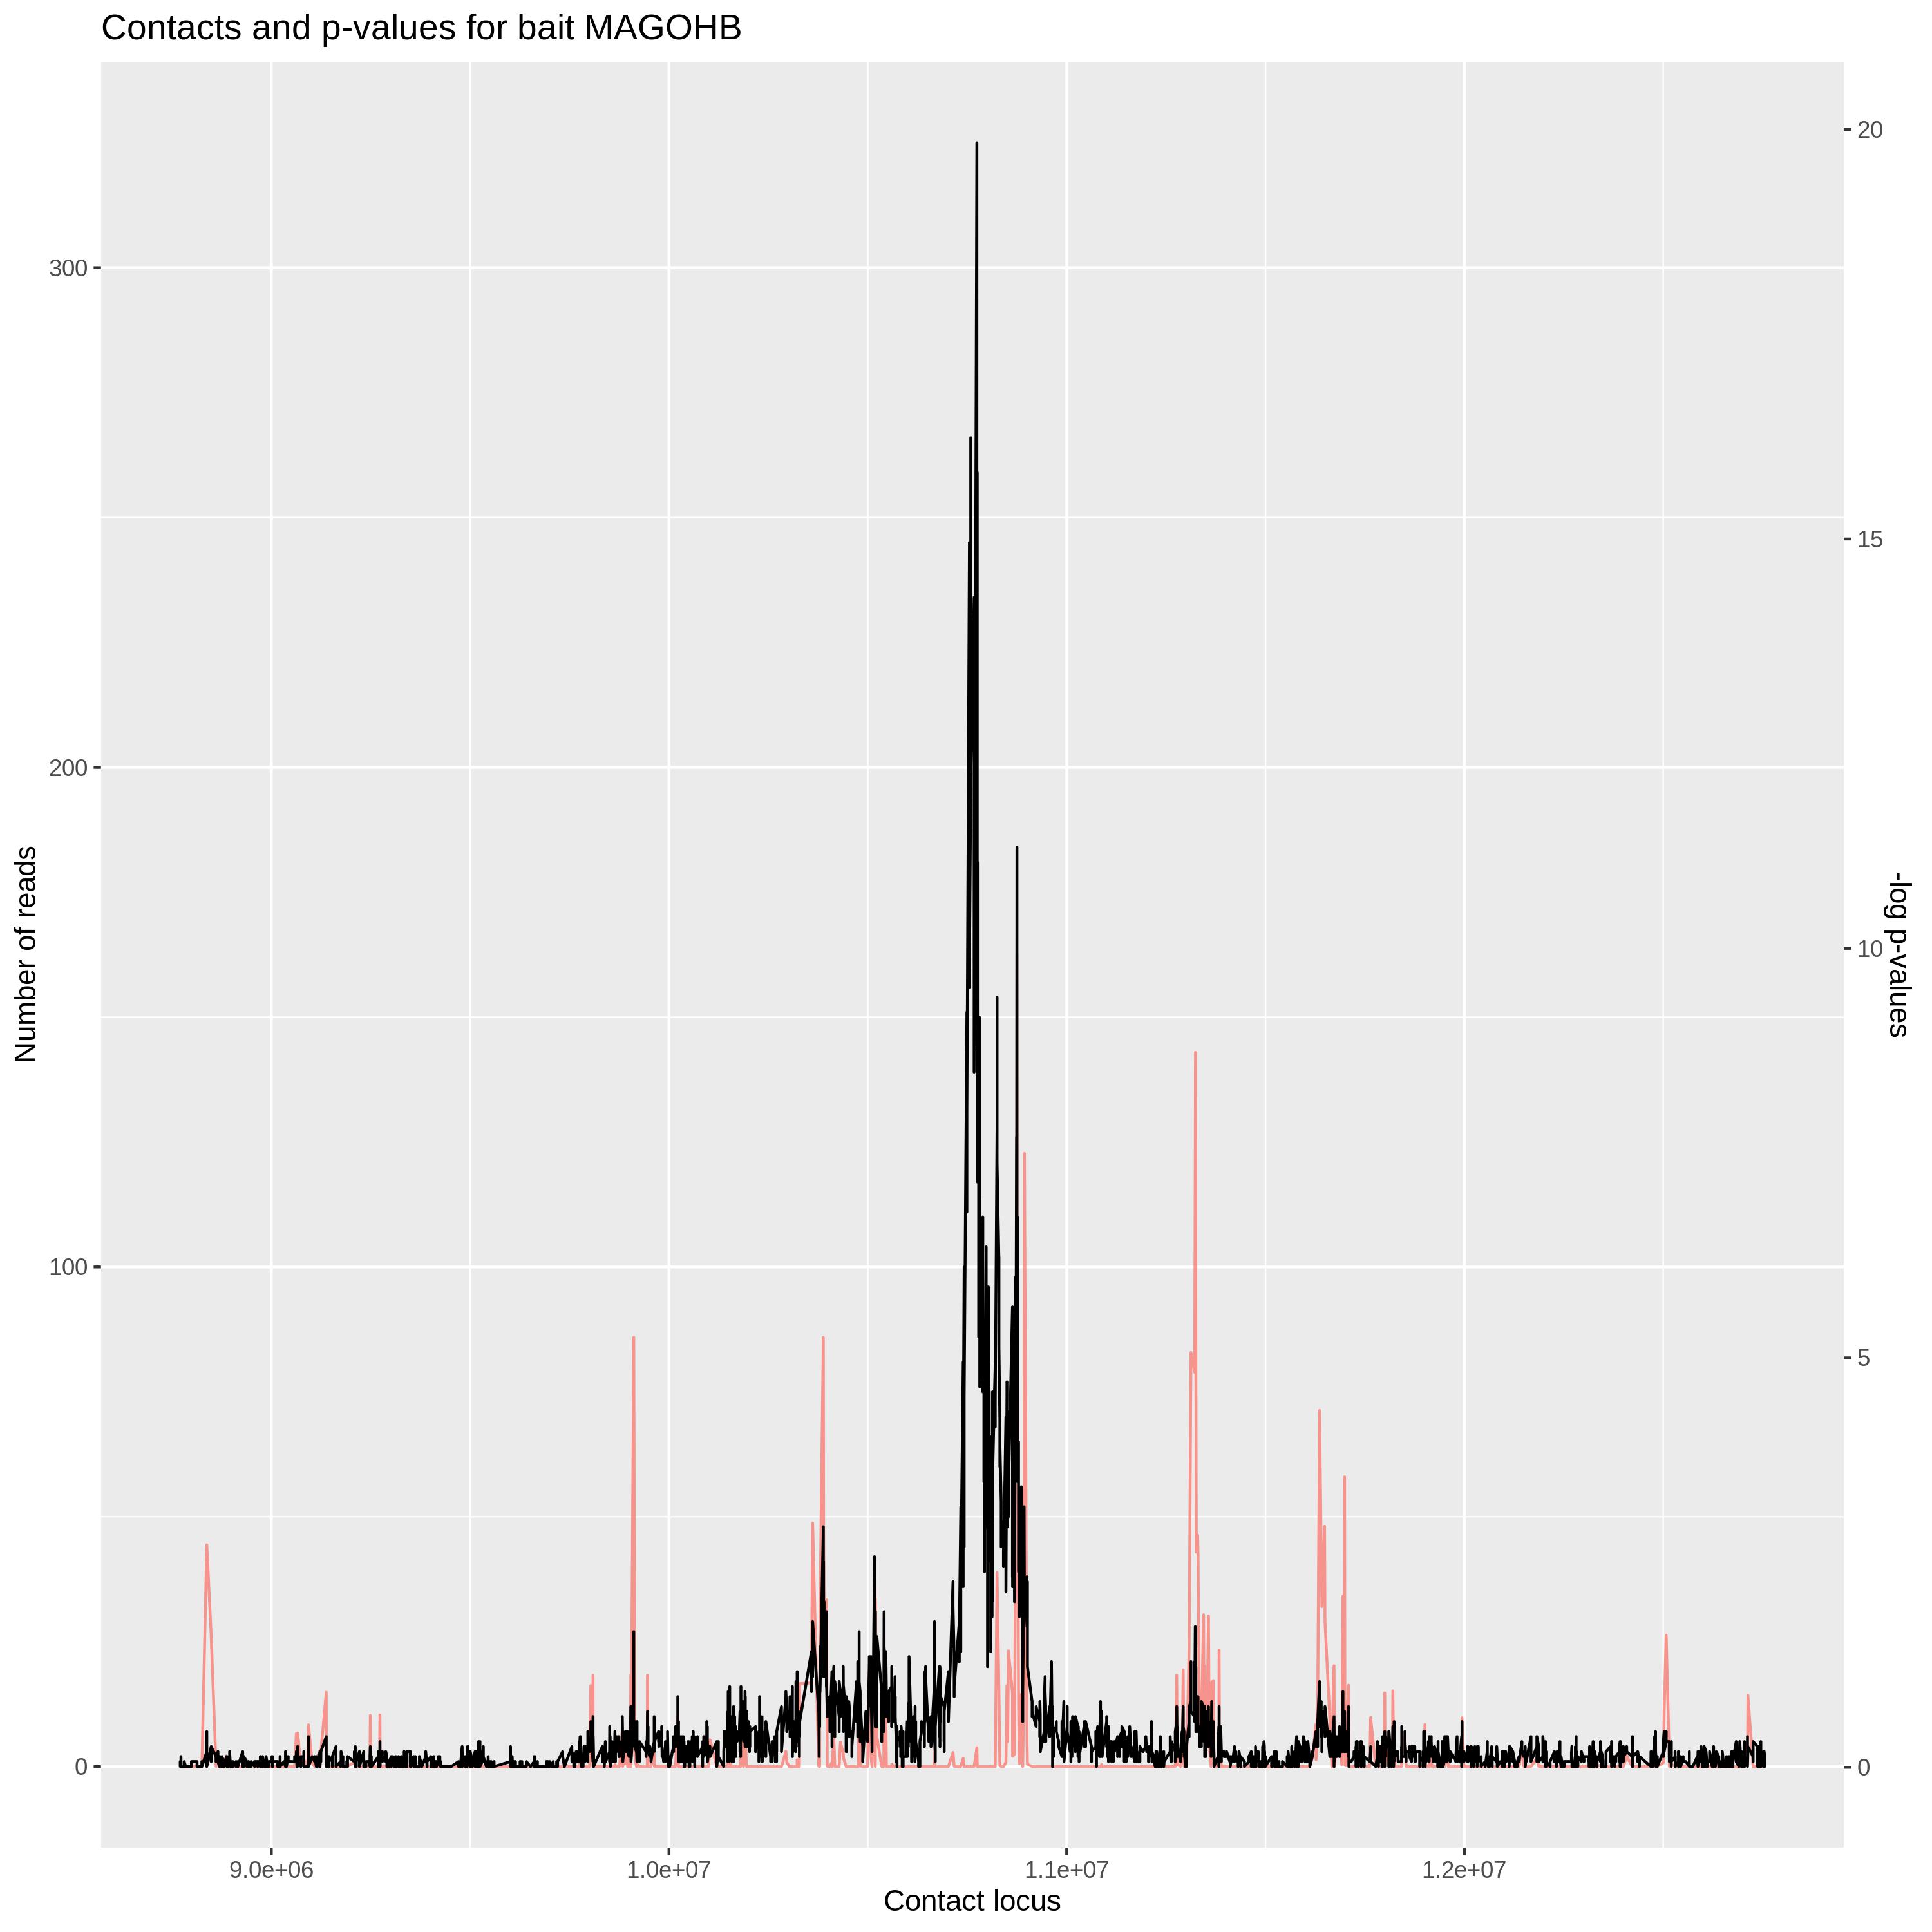 Contacts and p-values for bait MAGOHB
Number of reads
300
200
100
0
20
15
10
5
0
-log p-values
9.0e+06
1.0e+07
1.1e+07
1.2e+07
Contact locus